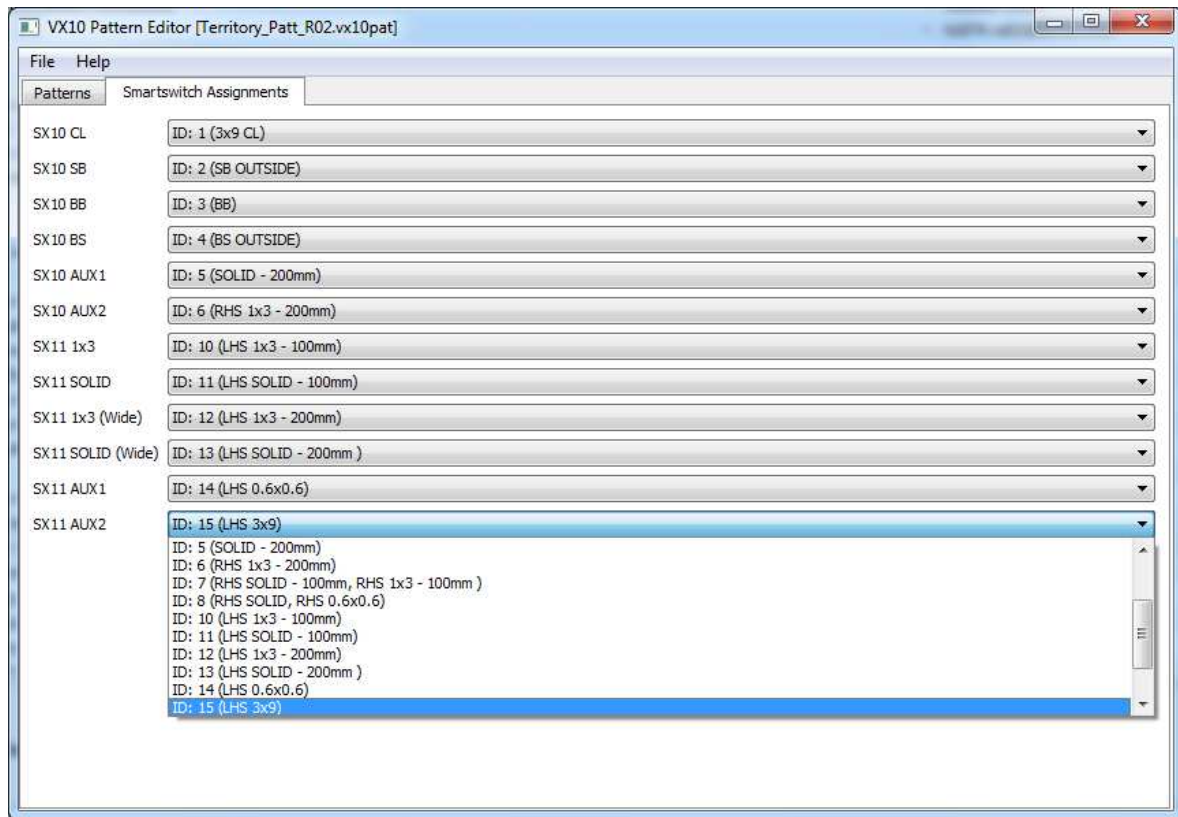 VX10 Pattern Editor [Territory_Patt_R02.vx10pat]
File Help
Patterns Smartswitch Assignments
SX10 CL ID: 1 (3x9 CL)
SX10 SB ID: 2 (SB OUTSIDE)
SX10 BB ID: 3 (BB)
SX10 BS ID: 4 (BS OUTSIDE)
SX10 AUX1 ID: 5 (SOLID - 200mm)
SX10 AUX2 ID: 6 (RHS 1x3 - 200mm)
SX11 1x3 ID: 10 (LHS 1x3 - 100mm)
SX11 SOLID ID: 11 (LHS SOLID - 100mm)
SX11 1x3 (Wide) ID: 12 (LHS 1x3 - 200mm)
SX11 SOLID (Wide) ID: 13 (LHS SOLID - 200mm )
SX11 AUX1 ID: 14 (LHS 0.6x0.6)
SX11 AUX2 ID: 15 (LHS 3x9)
ID: 5 (SOLID - 200mm)
ID: 6 (RHS 1x3 - 200mm)
ID: 7 (RHS SOLID - 100mm, RHS 1x3 - 100mm )
ID: 8 (RHS SOLID, RHS 0.6x0.6)
ID: 10 (LHS 1x3 - 100mm)
ID: 11 (LHS SOLID - 100mm)
ID: 12 (LHS 1x3 - 200mm)
ID: 13 (LHS SOLID - 200mm )
ID: 14 (LHS 0.6x0.6)
ID: 15 (LHS 3x9)